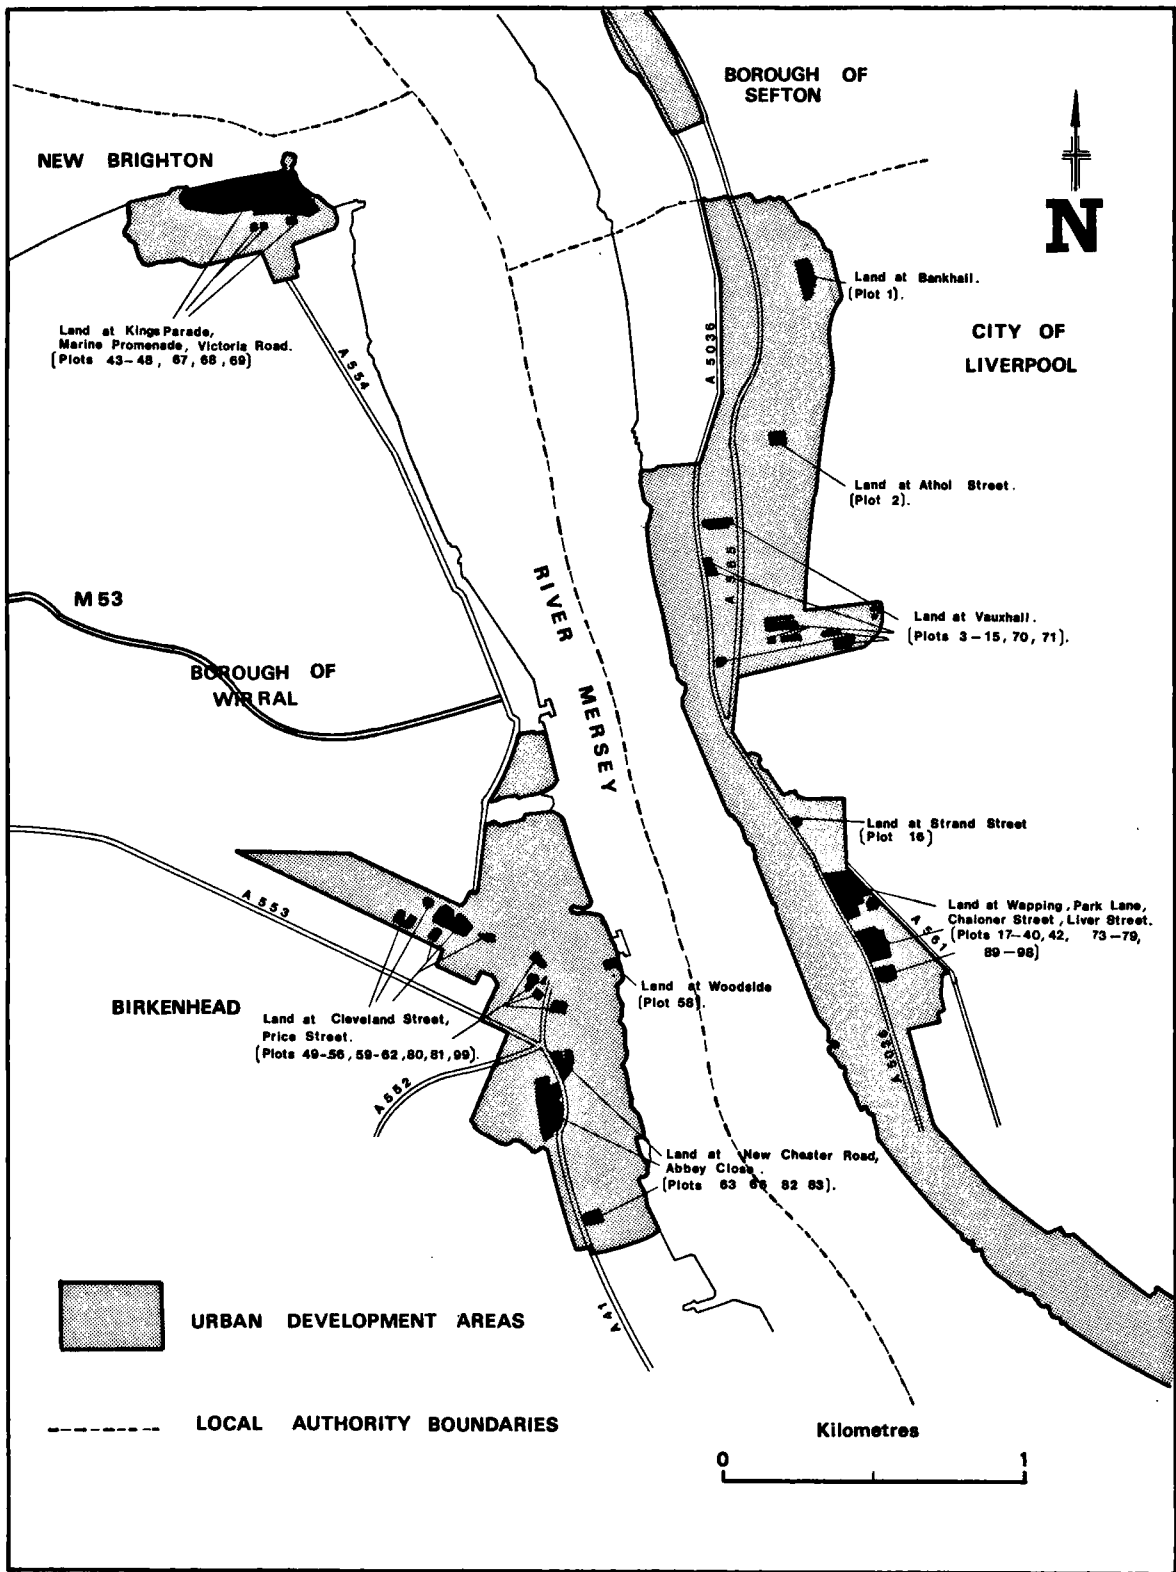 BOROUGH OF
SEFTON
NEW BRIGHTON
N
Land at Bankhall.
(Plot 1).
CITY OF
LIVERPOOL
Land at Kings Parade,
Marine Promenade, Victoria Road.
(Plots 43-48, 67, 68, 69)
A 554
A 5036
Land at Athol Street.
(Plot 2).
A 565
RIVER MERSEY
M53
Land at Vauxhall.
(Plots 3-15, 70, 71).
BOROUGH OF
WIRRAL
Land at Strand Street
(Plot 16)
A 553
Land at Wapping, Park Lane,
Chaloner Street, Liver Street.
(Plots 17-40, 42, 73-79,
89-98)
A 561
Land at Woodside
(Plot 58).
BIRKENHEAD
Land at Cleveland Street,
Price Street.
(Plots 49-56, 59-62, 80, 81, 99).
A 5036
A 552
Land at New Chester Road,
Abbey Close.
(Plots 63 82 83).
A 41
URBAN DEVELOPMENT AREAS
LOCAL AUTHORITY BOUNDARIES
Kilometres
0 1